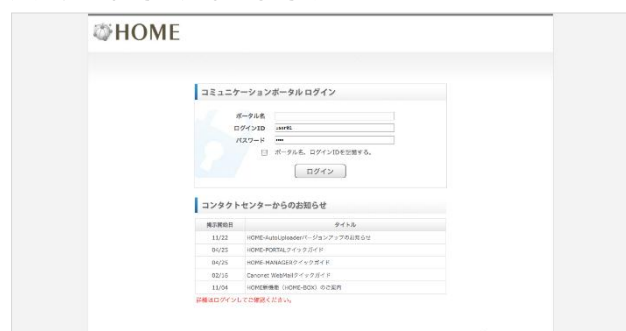 HOME
コミュニケーションポータル ログイン
ポータル名
ログインID user01
パスワード ••••
ポータル名、ログインIDを記憶する。
ログイン
コンタクトセンターからのお知らせ
掲示開始日 タイトル
11/22 HOME-AutoUploaderバージョンアップのお知らせ
04/25 HOME-PORTALクイックガイド
04/25 HOME-MANAGERクイックガイド
02/16 Canonet WebMailクイックガイド
11/04 HOME新機能（HOME-BOX）のご案内
詳細はログインしてご確認ください。